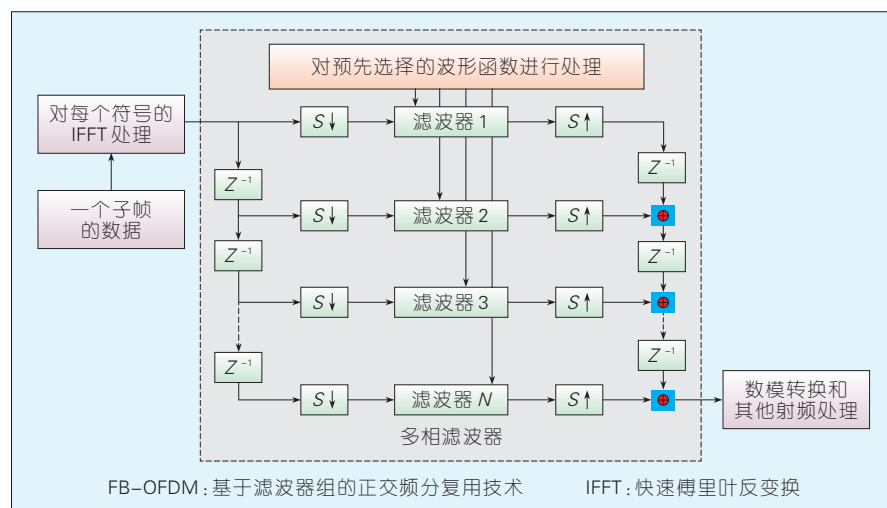 对预先选择的波形函数进行处理
对每个符号的
IFFT 处理
一个子帧
的数据
S↓ 滤波器 1 S↑
Z⁻¹ Z⁻¹
S↓ 滤波器 2 S↑
Z⁻¹ Z⁻¹
S↓ 滤波器 3 S↑
Z⁻¹ Z⁻¹
S↓ 滤波器 N S↑
数模转换和
其他射频处理
多相滤波器
FB-OFDM:基于滤波器组的正交频分复用技术 IFFT:快速傅里叶反变换